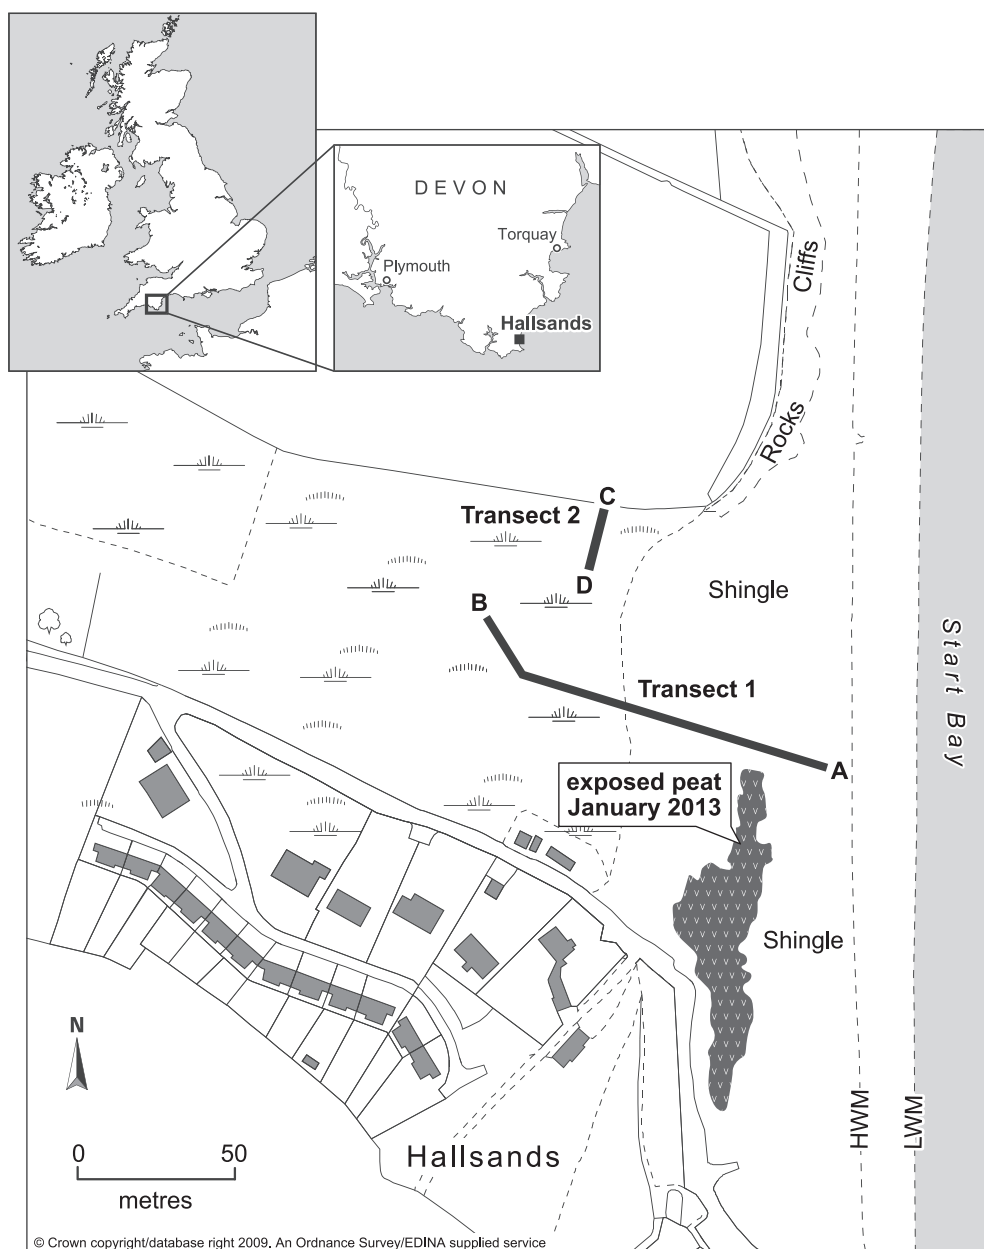 DEVON
Torquay
Plymouth
Hallsands
Cliffs
Rocks
C
Transect 2
D
B
Shingle
Start Bay
Transect 1
A
exposed peat
January 2013
Shingle
N
HWM
LWM
0 50
metres
Hallsands
© Crown copyright/database right 2009. An Ordnance Survey/EDINA supplied service